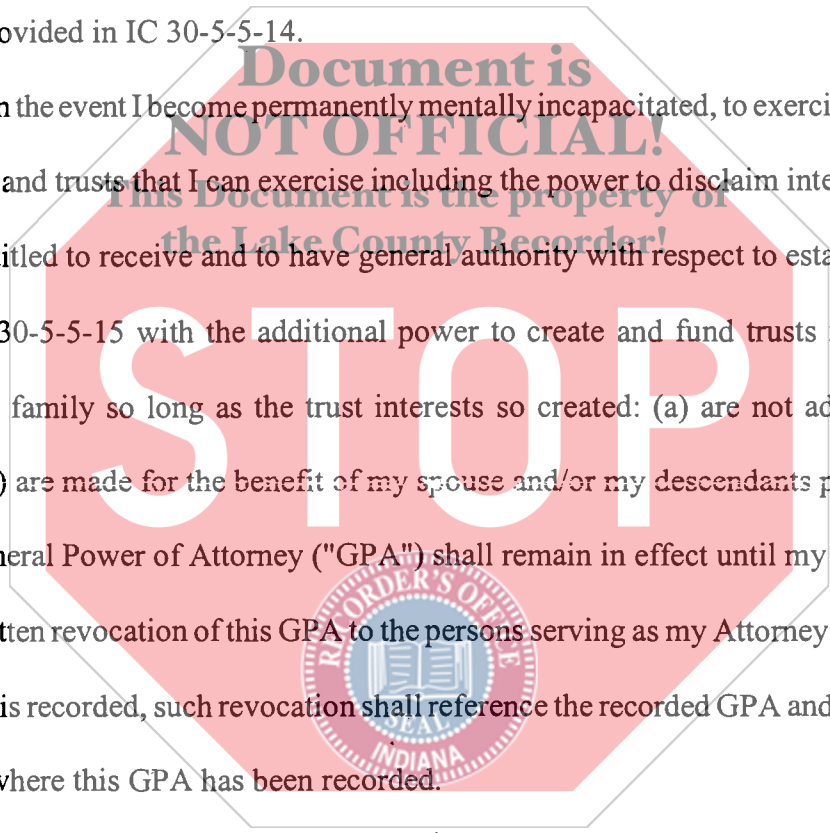 ovided in IC 30-5-5-14.
Document is
n the event I become permanently mentally incapacitated, to exerci
NOT OFFICIAL!
and trusts that I can exercise including the power to disclaim inte
This Document is the property of
the Lake County Recorder!
itled to receive and to have general authority with respect to esta
30-5-5-15 with the additional power to create and fund trusts
family so long as the trust interests so created: (a) are not ad
) are made for the benefit of my spouse and/or my descendants p
STOP
neral Power of Attorney ("GPA") shall remain in effect until my
tten revocation of this GPA to the persons serving as my Attorney
is recorded, such revocation shall reference the recorded GPA and
where this GPA has been recorded.
RECORDER'S OFFICE
SEAL
INDIANA